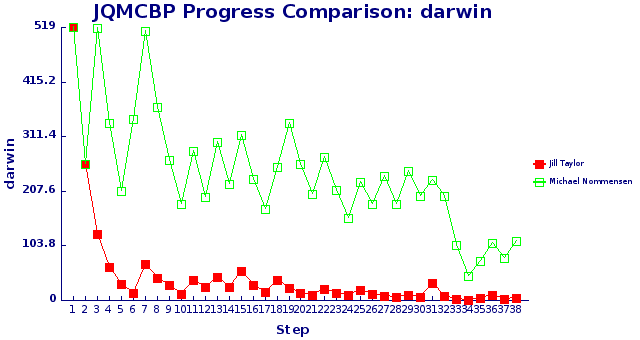 JQMCBP Progress Comparison: darwin
519
415.2
311.4
207.6
103.8
0
darwin
1 2 3 4 5 6 7 8 9 10 11 12 13 14 15 16 17 18 19 20 21 22 23 24 25 26 27 28 29 30 31 32 33 34 35 36 37 38
Step
Jill Taylor
Michael Nommensen